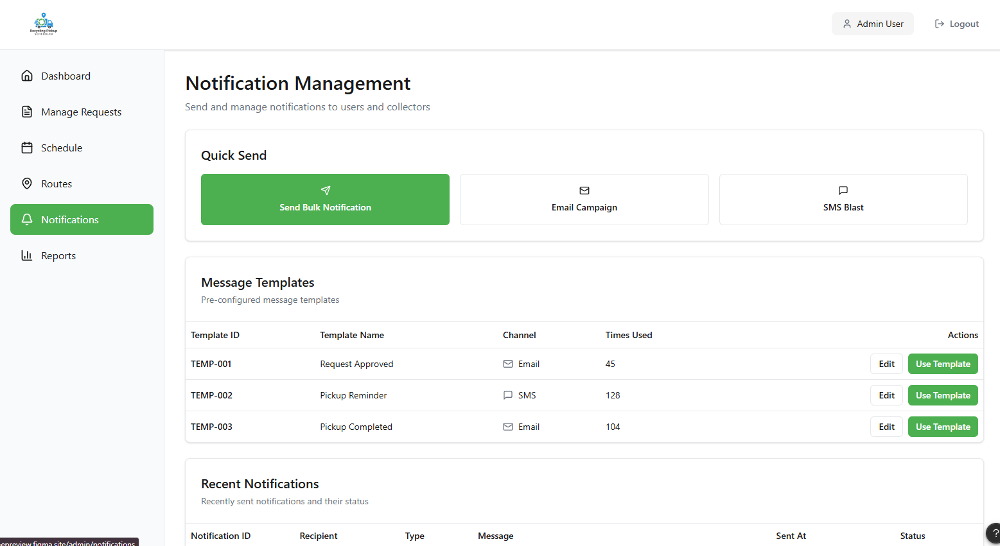 Recycling Pickup
SCHEDULER
Admin User
Logout
Dashboard
Manage Requests
Schedule
Routes
Notifications
Reports
Notification Management
Send and manage notifications to users and collectors
Quick Send
Send Bulk Notification
Email Campaign
SMS Blast
Message Templates
Pre-configured message templates
Template ID Template Name Channel Times Used Actions
TEMP-001 Request Approved Email 45 Edit Use Template
TEMP-002 Pickup Reminder SMS 128 Edit Use Template
TEMP-003 Pickup Completed Email 104 Edit Use Template
Recent Notifications
Recently sent notifications and their status
Notification ID Recipient Type Message Sent At Status
?
epreview.figma.site/admin/notifications